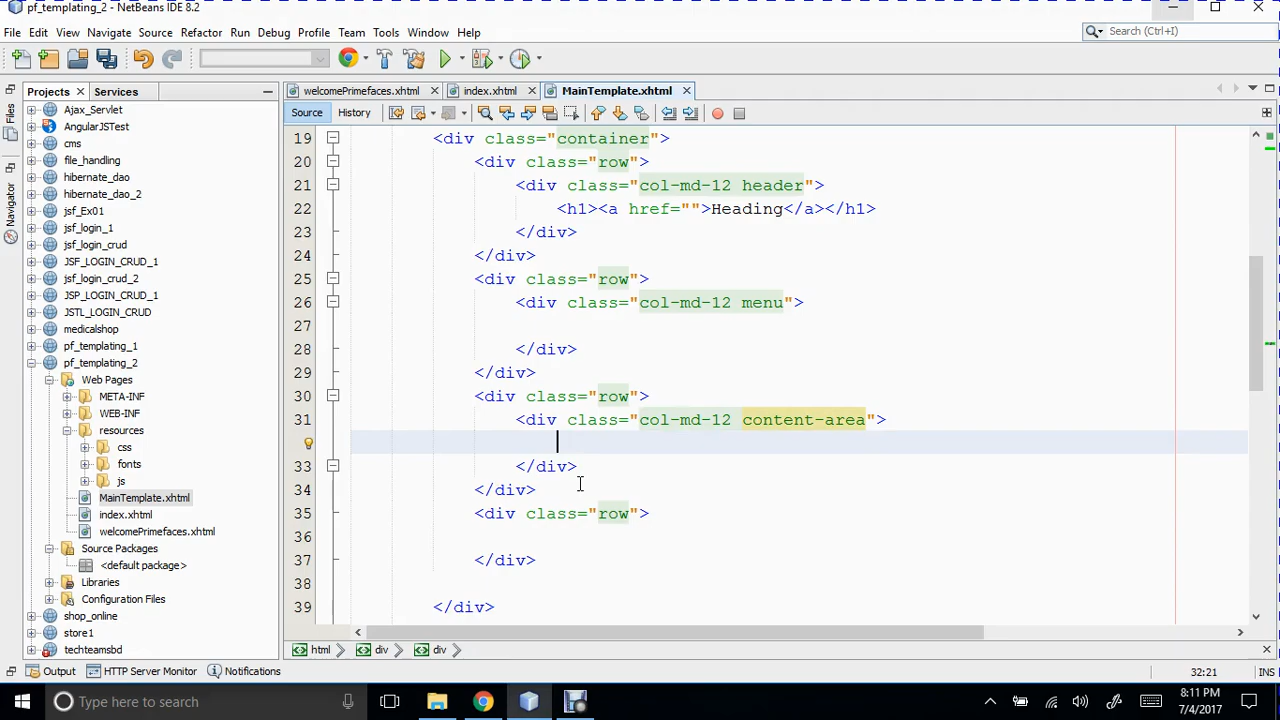 pf_templating_2 - NetBeans IDE 8.2
File Edit View Navigate Source Refactor Run Debug Profile Team Tools Window Help
Search (Ctrl+I)
Projects Services
welcomePrimefaces.xhtml index.xhtml MainTemplate.xhtml
Source History
Files
Navigator
Ajax_Servlet
AngularJSTest
cms
file_handling
hibernate_dao
hibernate_dao_2
jsf_Ex01
jsf_login_1
jsf_login_crud
JSF_LOGIN_CRUD_1
jsf_login_crud_2
JSP_LOGIN_CRUD_1
JSTL_LOGIN_CRUD
medicalshop
pf_templating_1
pf_templating_2
Web Pages
META-INF
WEB-INF
resources
css
fonts
js
MainTemplate.xhtml
index.xhtml
welcomePrimefaces.xhtml
Source Packages
<default package>
Libraries
Configuration Files
shop_online
store1
techteamsbd
19 <div class="container">
20 <div class="row">
21 <div class="col-md-12 header">
22 <h1><a href="">Heading</a></h1>
23 </div>
24 </div>
25 <div class="row">
26 <div class="col-md-12 menu">
27
28 </div>
29 </div>
30 <div class="row">
31 <div class="col-md-12 content-area">
33 </div>
34 </div>
35 <div class="row">
36
37 </div>
38
39 </div>
html div div
Output HTTP Server Monitor Notifications
32:21 INS
Type here to search
8:11 PM
7/4/2017